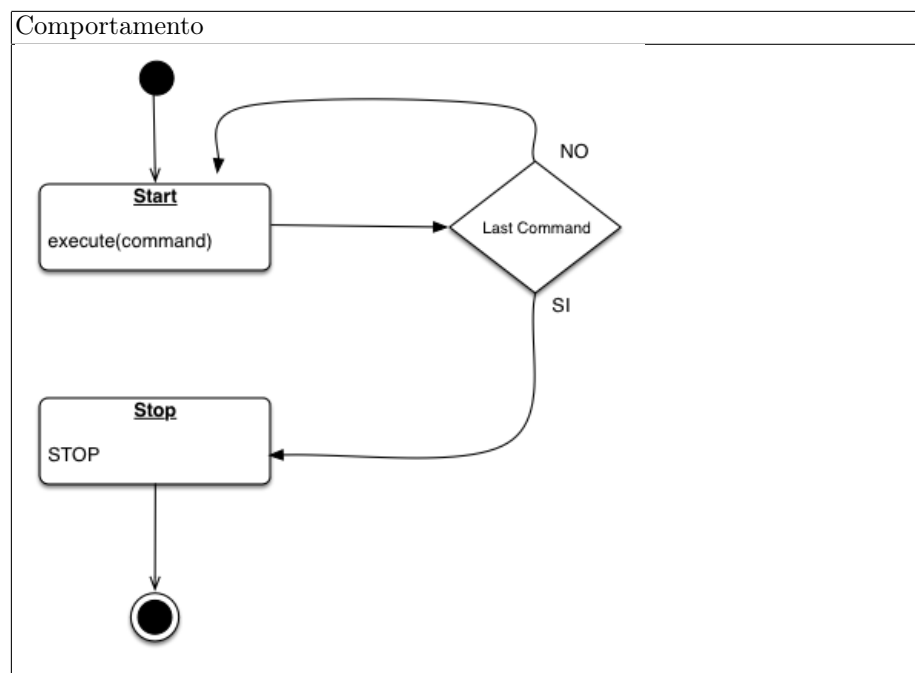 Comportamento
NO
Start
Last Command
execute(command)
SI
Stop
STOP